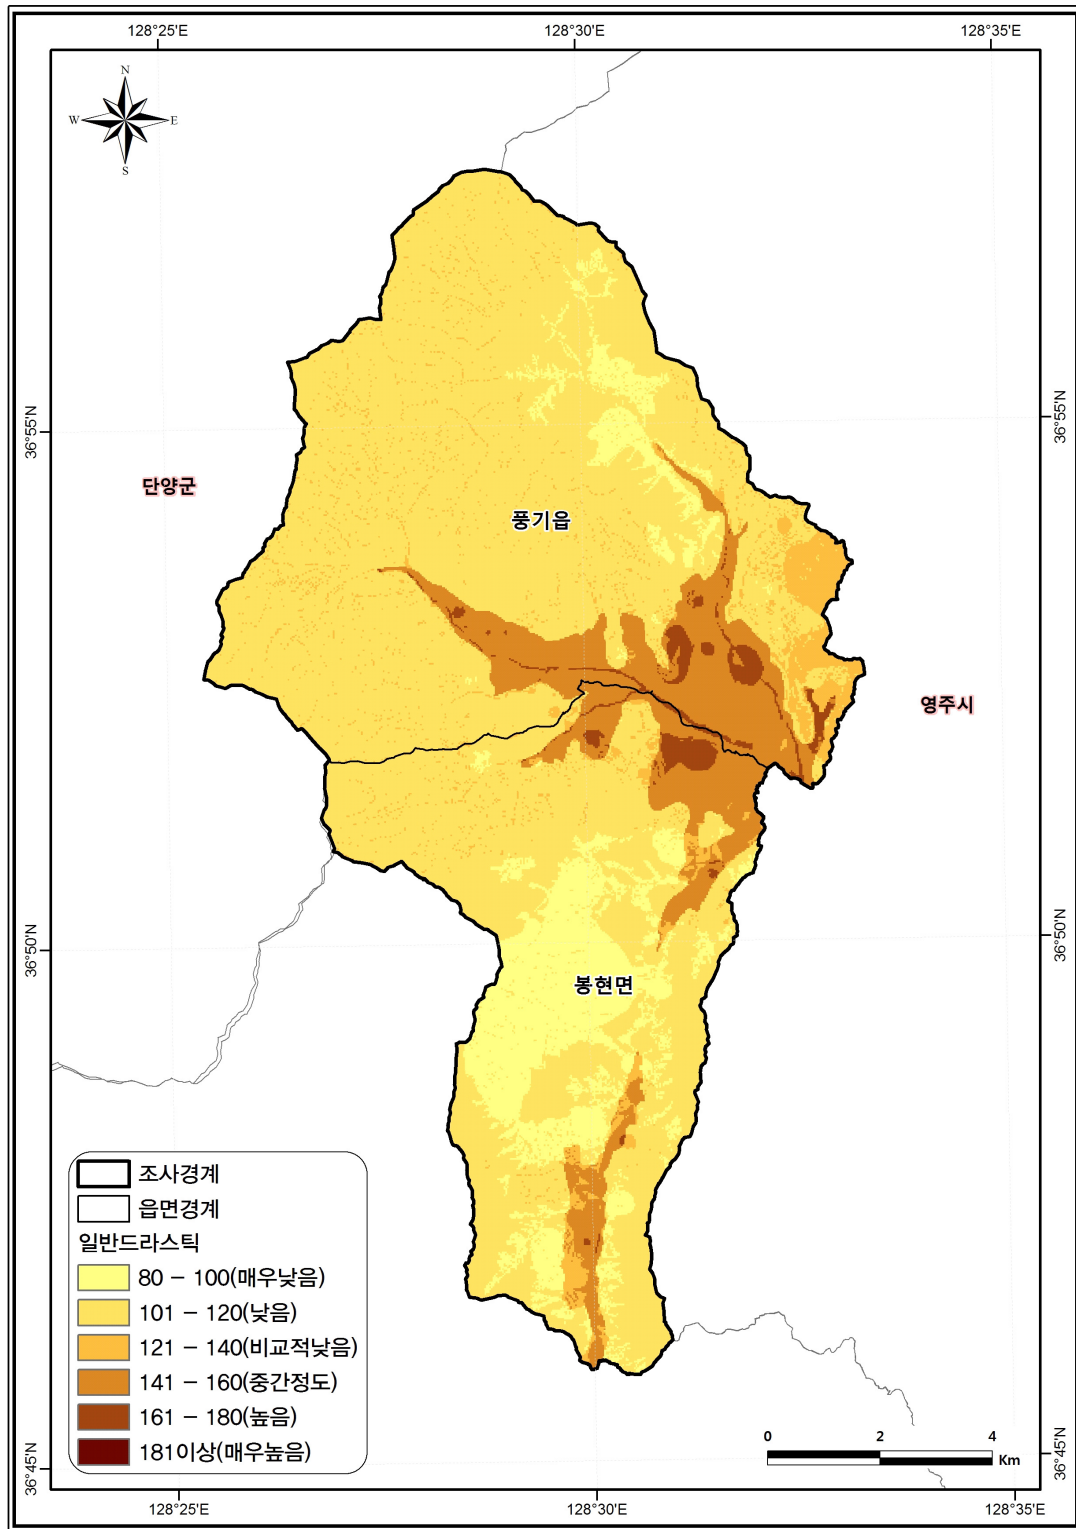 128°25'E
128°30'E
128°35'E
N
W
E
S
36°55'N
36°55'N
단양군
풍기읍
영주시
36°50'N
36°50'N
봉현면
조사경계
읍면경계
일반드라스틱
80 - 100(매우낮음)
101 - 120(낮음)
121 - 140(비교적낮음)
141 - 160(중간정도)
161 - 180(높음)
181이상(매우높음)
0 2 4
Km
36°45'N
36°45'N
128°25'E
128°30'E
128°35'E